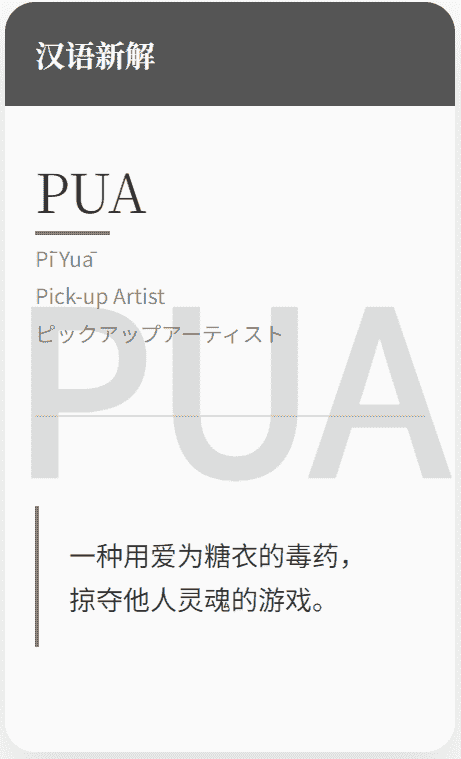 汉语新解
PUA
Pī Yuā
Pick-up Artist
ピックアップアーティスト
PUA
一种用爱为糖衣的毒药，
掠夺他人灵魂的游戏。